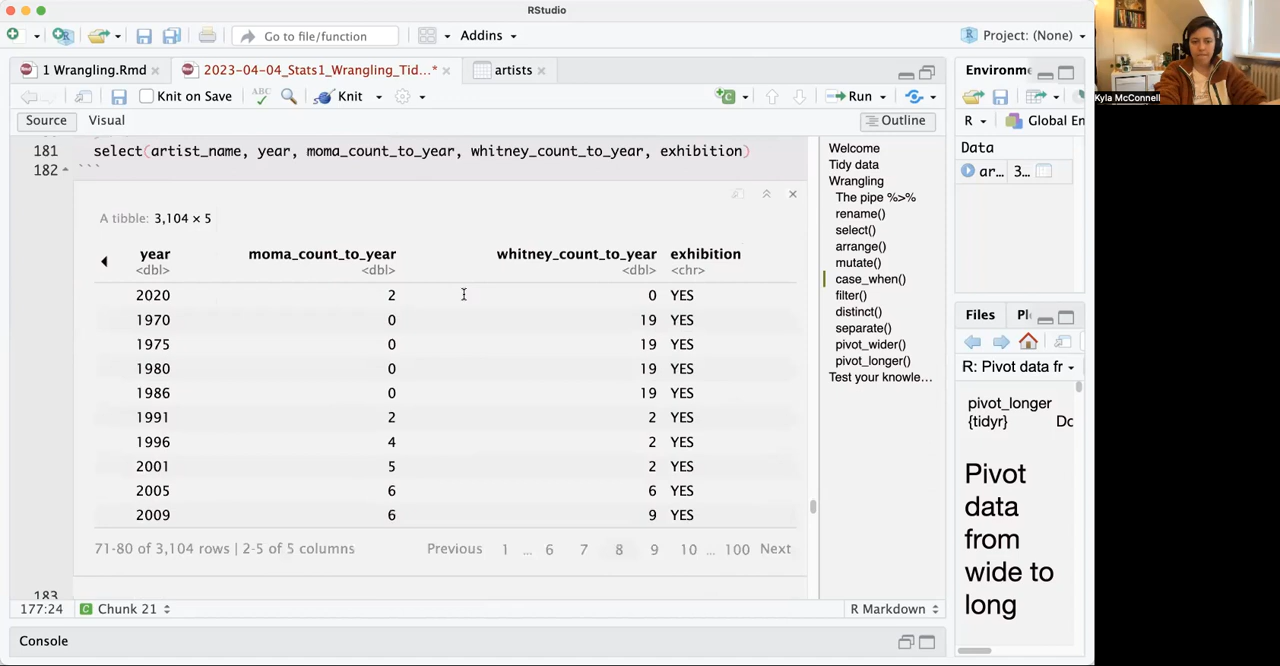 RStudio
Go to file/function
Addins
Project: (None)
1 Wrangling.Rmd
2023-04-04_Stats1_Wrangling_Tid...*
artists
Knit on Save
ABC
Knit
Run
Source
Visual
Outline
181 select(artist_name, year, moma_count_to_year, whitney_count_to_year, exhibition)
182 ```
A tibble: 3,104 × 5
year moma_count_to_year whitney_count_to_year exhibition
<dbl> <dbl> <dbl> <chr>
2020 2 0 YES
1970 0 19 YES
1975 0 19 YES
1980 0 19 YES
1986 0 19 YES
1991 2 2 YES
1996 4 2 YES
2001 5 2 YES
2005 6 6 YES
2009 6 9 YES
71-80 of 3,104 rows | 2-5 of 5 columns
Previous 1 ... 6 7 8 9 10 ... 100 Next
183
177:24
C Chunk 21
R Markdown
Console
Welcome
Tidy data
Wrangling
The pipe %>%
rename()
select()
arrange()
mutate()
case_when()
filter()
distinct()
separate()
pivot_wider()
pivot_longer()
Test your knowle...
Environme
R
Global En
Data
ar... 3...
Files
Pl
R: Pivot data fr
pivot_longer
{tidyr}
Dc
Pivot
data
from
wide to
long
Kyla McConnell